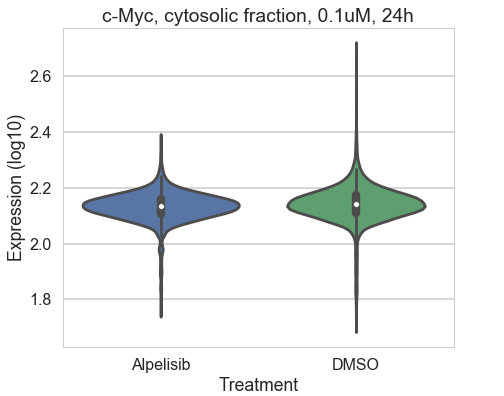 c-Myc, cytosolic fraction, 0.1uM, 24h
Expression (log10)
2.6
2.4
2.2
2.0
1.8
Alpelisib DMSO
Treatment